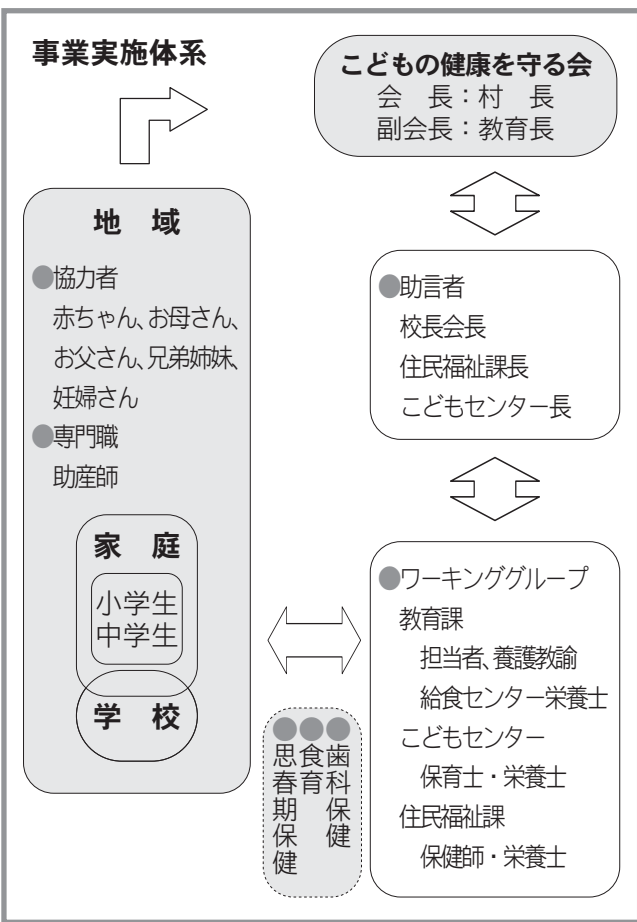 事業実施体系
こどもの健康を守る会
会　長：村　長
副会長：教育長
地　域
●協力者
赤ちゃん、お母さん、
お父さん、兄弟姉妹、
妊婦さん
●専門職
助産師
家　庭
小学生
中学生
学　校
●助言者
校長会長
住民福祉課長
こどもセンター長
●ワーキンググループ
教育課
担当者、養護教諭
給食センター栄養士
こどもセンター
保育士・栄養士
住民福祉課
保健師・栄養士
●歯科保健
●食育
●思春期保健